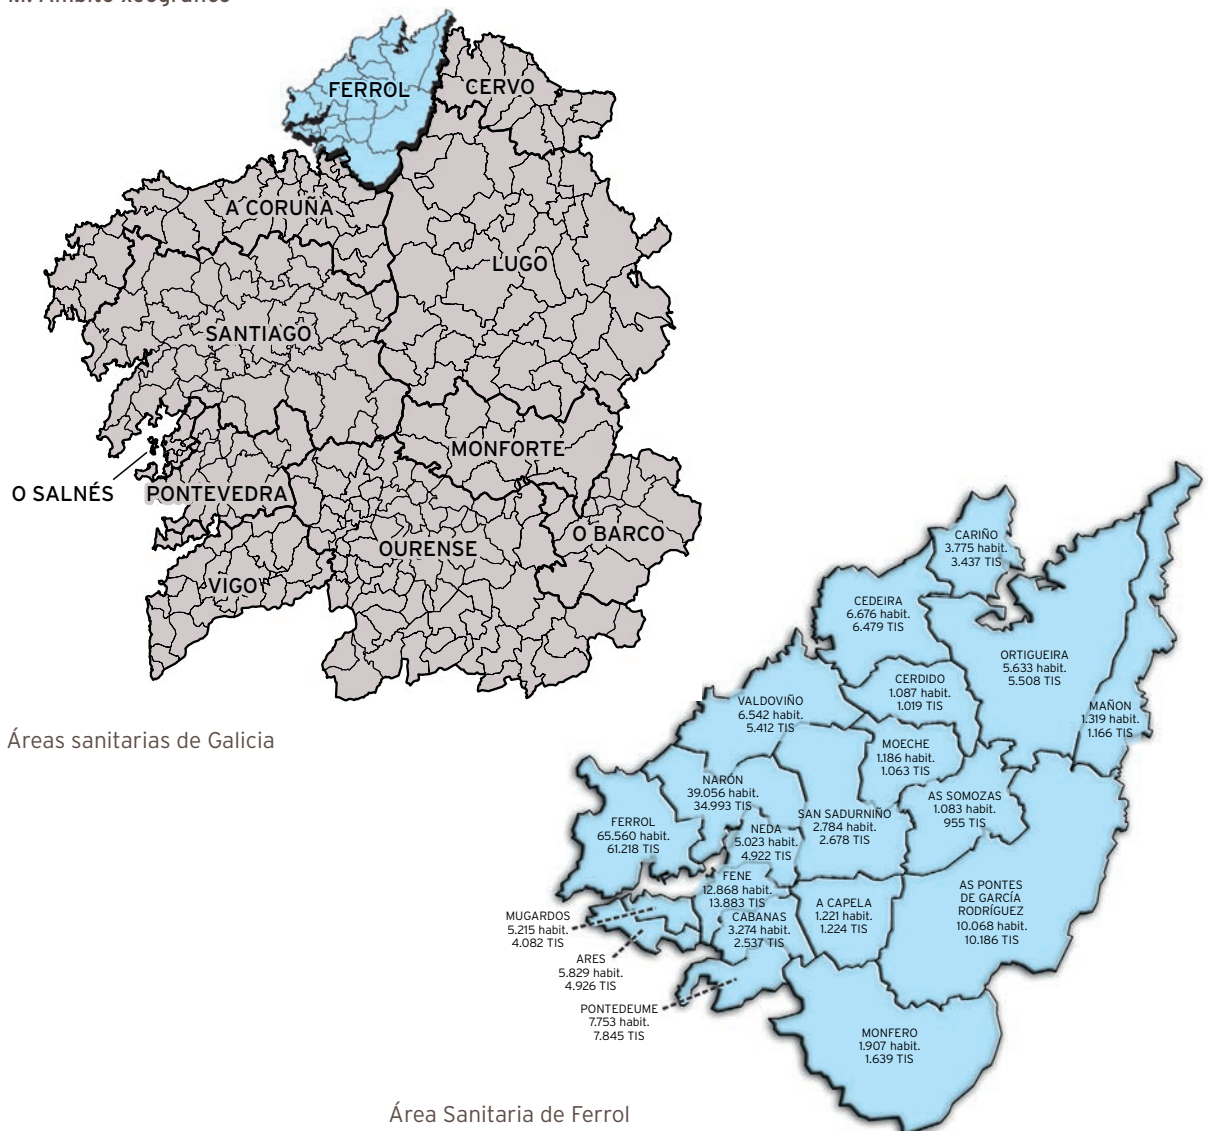 FERROL
CERVO
A CORUÑA
LUGO
SANTIAGO
MONFORTE
O SALNÉS
PONTEVEDRA
O BARCO
OURENSE
VIGO
Áreas sanitarias de Galicia
CARIÑO
3.775 habit.
3.437 TIS
CEDEIRA
6.676 habit.
6.479 TIS
ORTIGUEIRA
5.633 habit.
5.508 TIS
CERDIDO
1.087 habit.
1.019 TIS
VALDOVIÑO
6.542 habit.
5.412 TIS
MAÑON
1.319 habit.
1.166 TIS
MOECHE
1.186 habit.
1.063 TIS
NARÓN
39.056 habit.
34.993 TIS
AS SOMOZAS
1.083 habit.
955 TIS
SAN SADURNIÑO
2.784 habit.
2.678 TIS
FERROL
65.560 habit.
61.218 TIS
NEDA
5.023 habit.
4.922 TIS
FENE
12.868 habit.
13.883 TIS
AS PONTES
DE GARCÍA
RODRÍGUEZ
10.068 habit.
10.186 TIS
A CAPELA
1.221 habit.
1.224 TIS
MUGARDOS
5.215 habit.
4.082 TIS
CABANAS
3.274 habit.
2.537 TIS
ARES
5.829 habit.
4.926 TIS
PONTEDEUME
7.753 habit.
7.845 TIS
MONFERO
1.907 habit.
1.639 TIS
Área Sanitaria de Ferrol